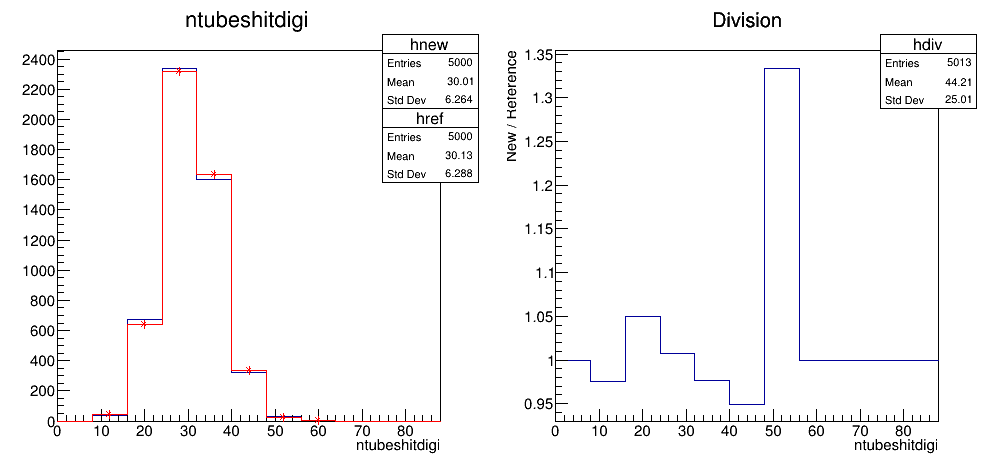 ntubeshitdigi
hnew
Entries 5000
Mean 30.01
Std Dev 6.264
href
Entries 5000
Mean 30.13
Std Dev 6.288
2400
2200
2000
1800
1600
1400
1200
1000
800
600
400
200
0
0 10 20 30 40 50 60 70 80
ntubeshitdigi
Division
hdiv
Entries 5013
Mean 44.21
Std Dev 25.01
New / Reference
1.35
1.3
1.25
1.2
1.15
1.1
1.05
1
0.95
0 10 20 30 40 50 60 70 80
ntubeshitdigi